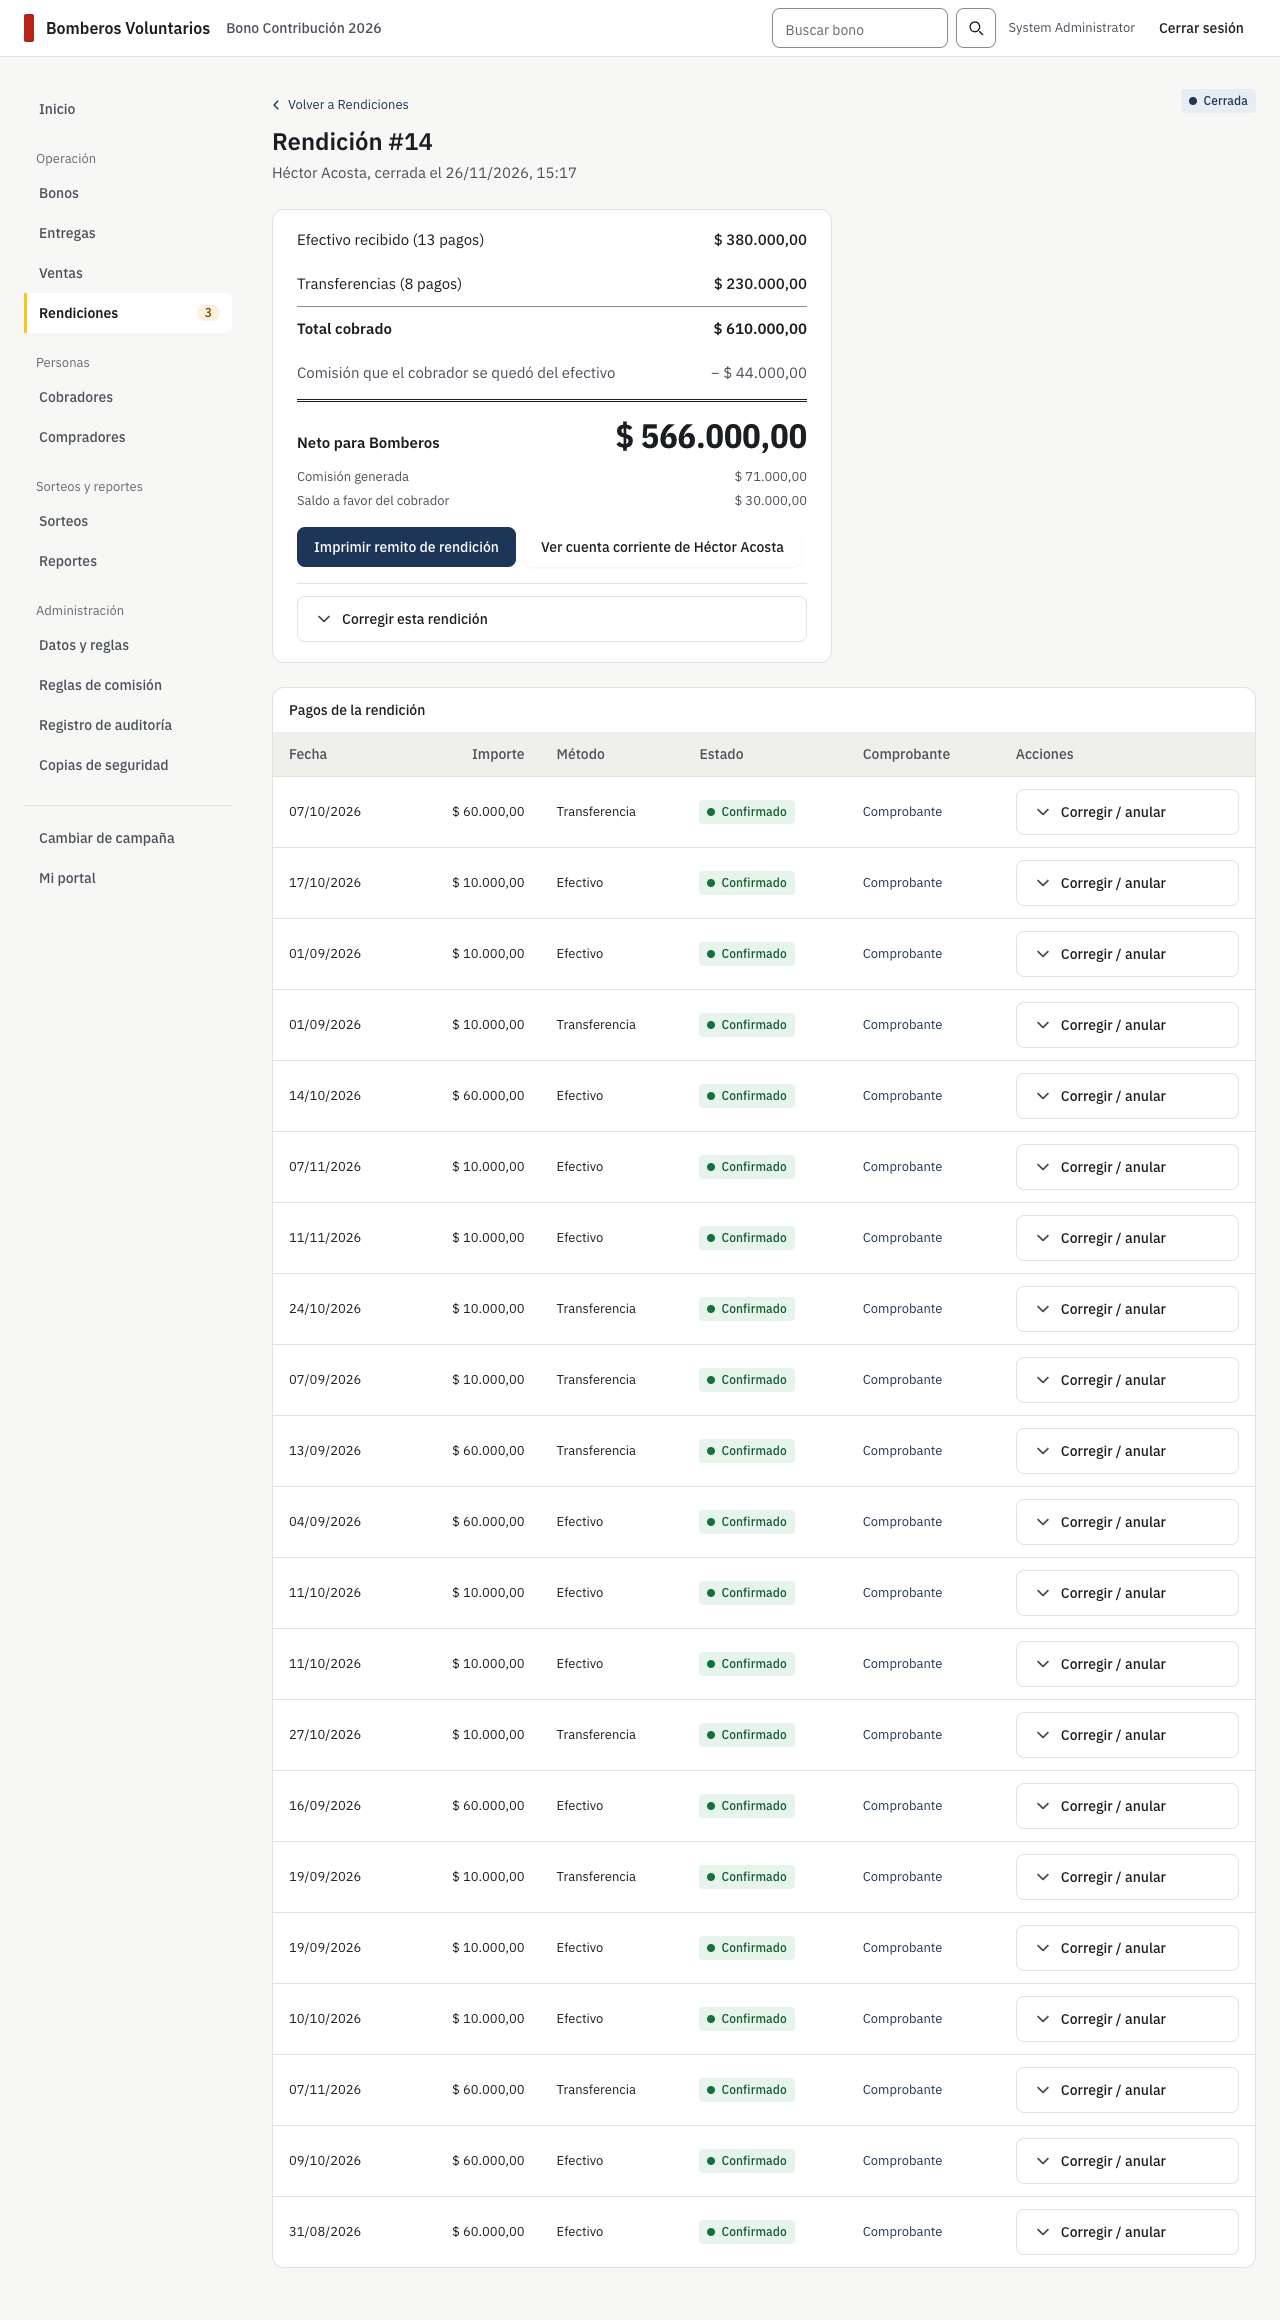 Bomberos Voluntarios Bono Contribución 2026 Buscar bono System Administrator Cerrar sesión
Inicio
Operación
Bonos
Entregas
Ventas
Rendiciones 3
Personas
Cobradores
Compradores
Sorteos y reportes
Sorteos
Reportes
Administración
Datos y reglas
Reglas de comisión
Registro de auditoría
Copias de seguridad
Cambiar de campaña
Mi portal
Volver a Rendiciones
Cerrada
Rendición #14
Héctor Acosta, cerrada el 26/11/2026, 15:17
Efectivo recibido (13 pagos) $ 380.000,00
Transferencias (8 pagos) $ 230.000,00
Total cobrado $ 610.000,00
Comisión que el cobrador se quedó del efectivo − $ 44.000,00
Neto para Bomberos $ 566.000,00
Comisión generada $ 71.000,00
Saldo a favor del cobrador $ 30.000,00
Imprimir remito de rendición Ver cuenta corriente de Héctor Acosta
Corregir esta rendición
Pagos de la rendición
Fecha Importe Método Estado Comprobante Acciones
07/10/2026 $ 60.000,00 Transferencia Confirmado Comprobante Corregir / anular
17/10/2026 $ 10.000,00 Efectivo Confirmado Comprobante Corregir / anular
01/09/2026 $ 10.000,00 Efectivo Confirmado Comprobante Corregir / anular
01/09/2026 $ 10.000,00 Transferencia Confirmado Comprobante Corregir / anular
14/10/2026 $ 60.000,00 Efectivo Confirmado Comprobante Corregir / anular
07/11/2026 $ 10.000,00 Efectivo Confirmado Comprobante Corregir / anular
11/11/2026 $ 10.000,00 Efectivo Confirmado Comprobante Corregir / anular
24/10/2026 $ 10.000,00 Transferencia Confirmado Comprobante Corregir / anular
07/09/2026 $ 10.000,00 Transferencia Confirmado Comprobante Corregir / anular
13/09/2026 $ 60.000,00 Transferencia Confirmado Comprobante Corregir / anular
04/09/2026 $ 60.000,00 Efectivo Confirmado Comprobante Corregir / anular
11/10/2026 $ 10.000,00 Efectivo Confirmado Comprobante Corregir / anular
11/10/2026 $ 10.000,00 Efectivo Confirmado Comprobante Corregir / anular
27/10/2026 $ 10.000,00 Transferencia Confirmado Comprobante Corregir / anular
16/09/2026 $ 60.000,00 Efectivo Confirmado Comprobante Corregir / anular
19/09/2026 $ 10.000,00 Transferencia Confirmado Comprobante Corregir / anular
19/09/2026 $ 10.000,00 Efectivo Confirmado Comprobante Corregir / anular
10/10/2026 $ 10.000,00 Efectivo Confirmado Comprobante Corregir / anular
07/11/2026 $ 60.000,00 Transferencia Confirmado Comprobante Corregir / anular
09/10/2026 $ 60.000,00 Efectivo Confirmado Comprobante Corregir / anular
31/08/2026 $ 60.000,00 Efectivo Confirmado Comprobante Corregir / anular